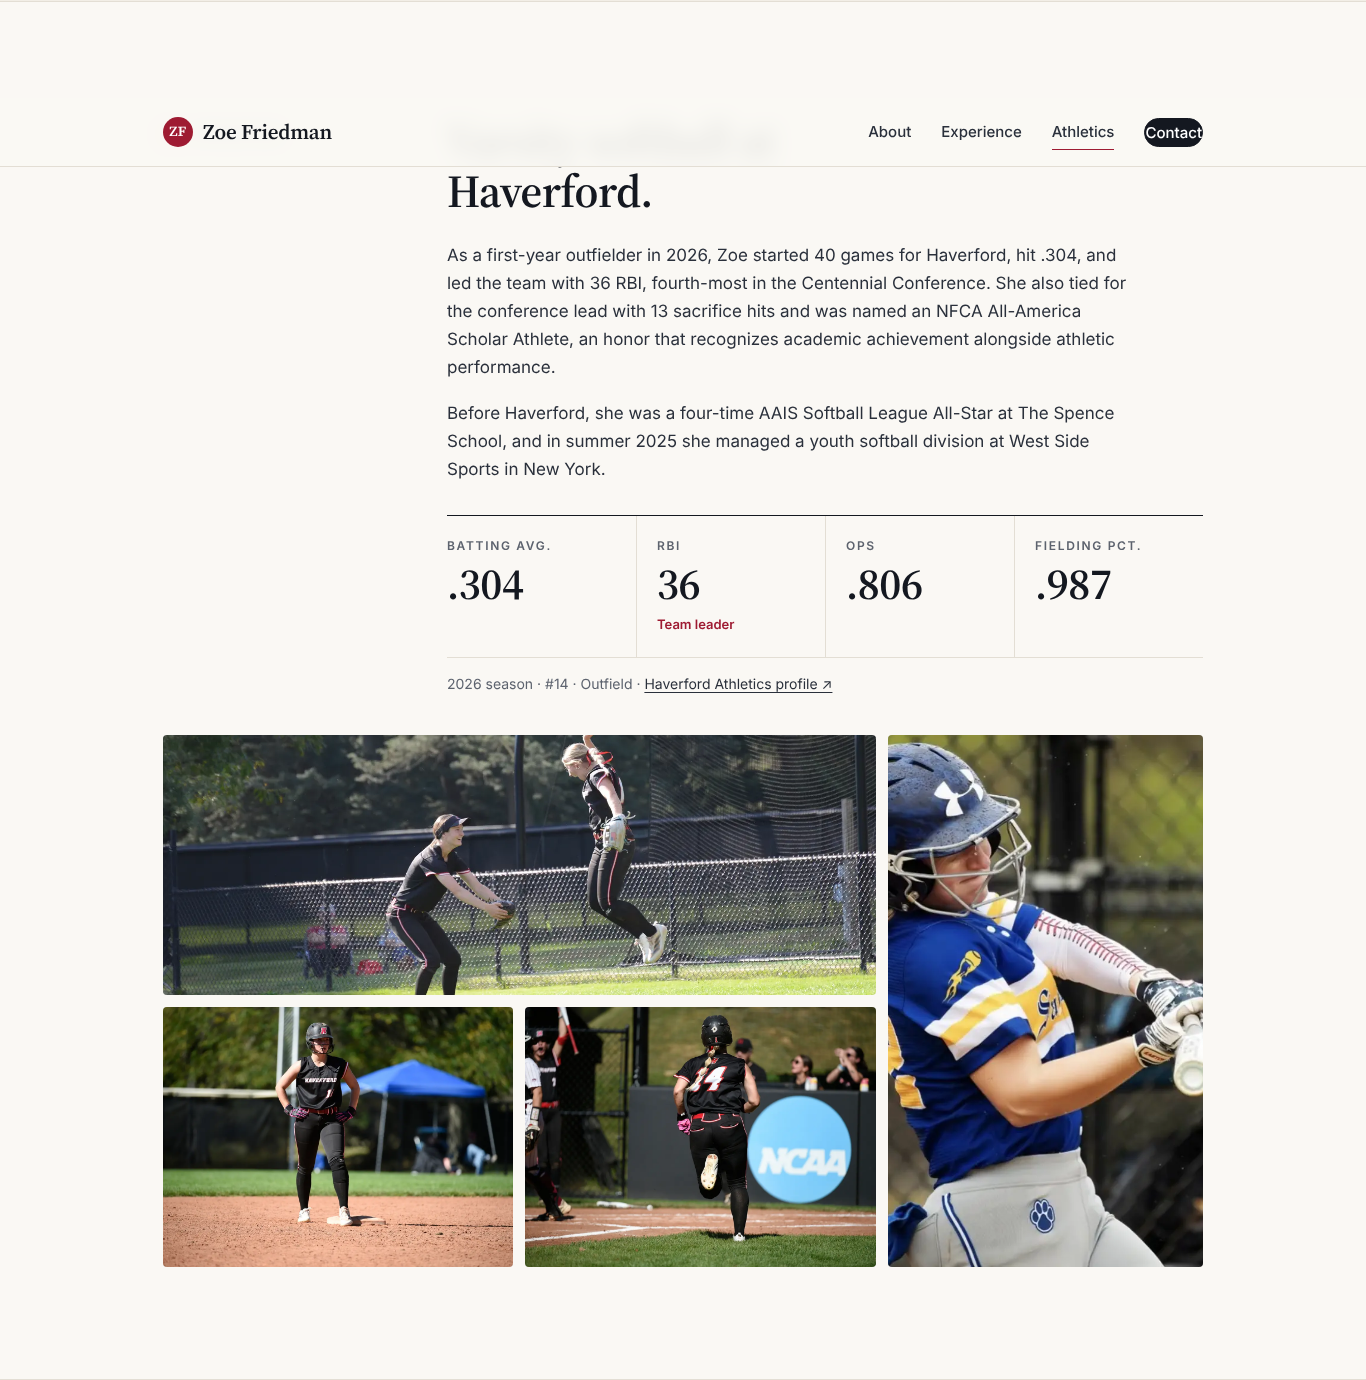 ZF Zoe Friedman
About Experience Athletics Contact
Haverford.
As a first-year outfielder in 2026, Zoe started 40 games for Haverford, hit .304, and
led the team with 36 RBI, fourth-most in the Centennial Conference. She also tied for
the conference lead with 13 sacrifice hits and was named an NFCA All-America
Scholar Athlete, an honor that recognizes academic achievement alongside athletic
performance.
Before Haverford, she was a four-time AAIS Softball League All-Star at The Spence
School, and in summer 2025 she managed a youth softball division at West Side
Sports in New York.
BATTING AVG.
.304
RBI
36
Team leader
OPS
.806
FIELDING PCT.
.987
2026 season · #14 · Outfield · Haverford Athletics profile ↗
HAVERFORD
14
NCAA